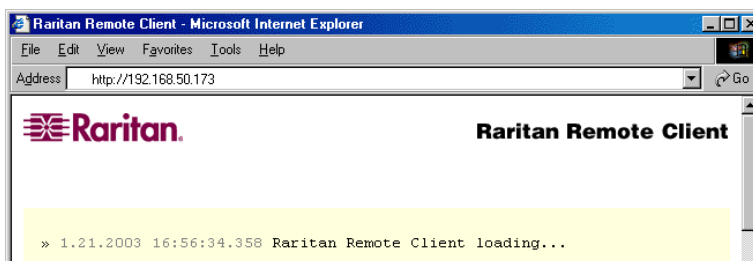 Raritan Remote Client - Microsoft Internet Explorer
File Edit View Favorites Tools Help
Address http://192.168.50.173 Go
Raritan. Raritan Remote Client
» 1.21.2003 16:56:34.358 Raritan Remote Client loading...